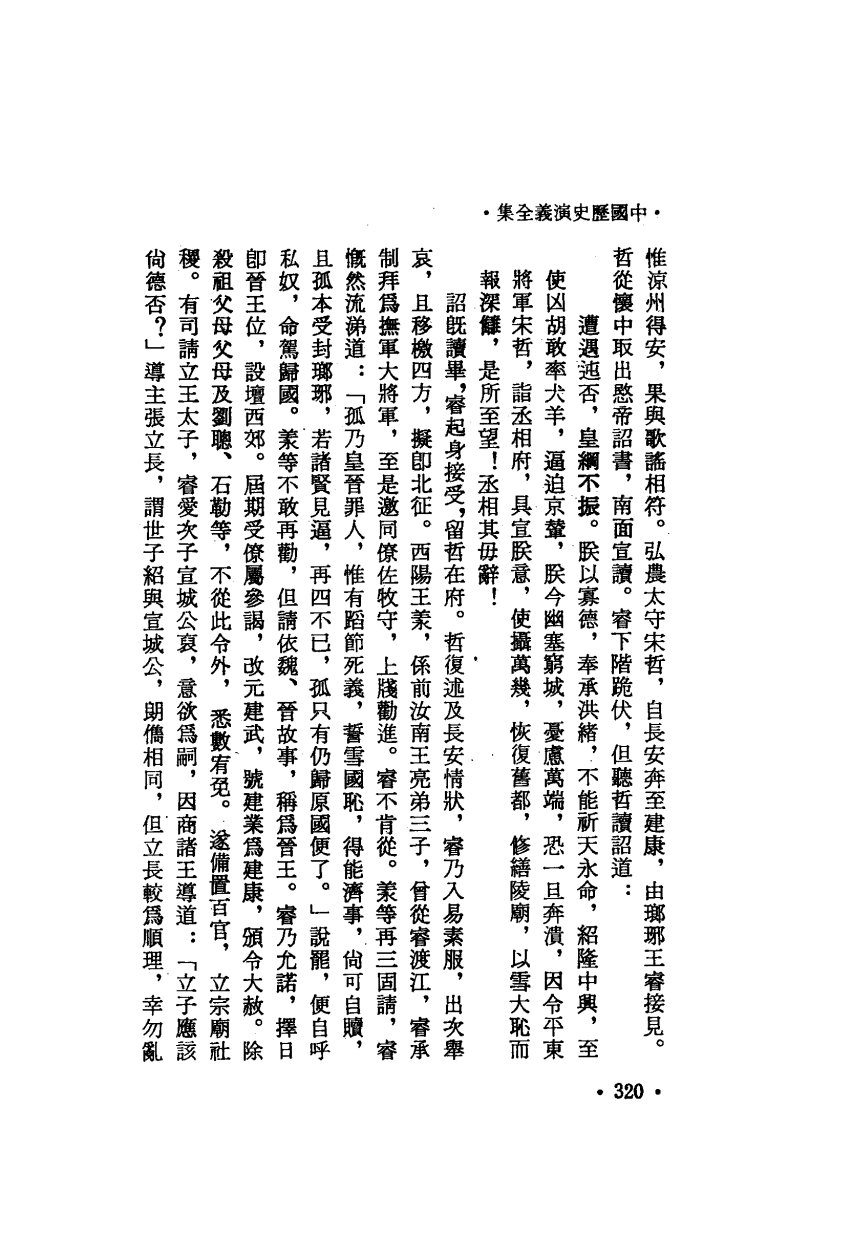 •中國歷史演義全集•
惟涼州得安，果與歌謠相符。弘農太守宋哲，自長安奔至建康，由瑯琊王睿接見。
哲從懷中取出愍帝詔書，南面宣讀。睿下階跪伏，但聽哲讀詔道：
遭遇迍否，皇綱不振。朕以寡德，奉承洪緒，不能祈天永命，紹隆中興，至
使凶胡敢率犬羊，逼迫京輦，朕今幽塞窮城，憂慮萬端，恐一旦奔潰，因令平東
將軍宋哲，詣丞相府，具宣朕意，使攝萬幾，恢復舊都，修繕陵廟，以雪大恥而
報深讎，是所至望！丞相其毋辭！
詔旣讀畢，睿起身接受，留哲在府。哲復述及長安情狀，睿乃入易素服，出次舉
哀，且移檄四方，擬卽北征。西陽王羕，係前汝南王亮弟三子，曾從睿渡江，睿承
制拜爲撫軍大將軍，至是邀同僚佐牧守，上牋勸進。睿不肯從。羕等再三固請，睿
慨然流涕道：「孤乃皇晉罪人，惟有蹈節死義，誓雪國恥，得能濟事，尙可自贖，
且孤本受封瑯琊，若諸賢見逼，再四不已，孤只有仍歸原國便了。」說罷，便自呼
私奴，命駕歸國。羕等不敢再勸，但請依魏、晉故事，稱爲晉王。睿乃允諾，擇日
卽晉王位，設壇西郊。屆期受僚屬參謁，改元建武，號建業爲建康，頒令大赦。除
殺祖父母父母及劉聰、石勒等，不從此令外，悉數宥免。遂備置百官，立宗廟社
稷。有司請立王太子，睿愛次子宣城公裒，意欲爲嗣，因商諸王導道：「立子應該
尙德否？」導主張立長，謂世子紹與宣城公，朗儁相同，但立長較爲順理，幸勿亂
•320•